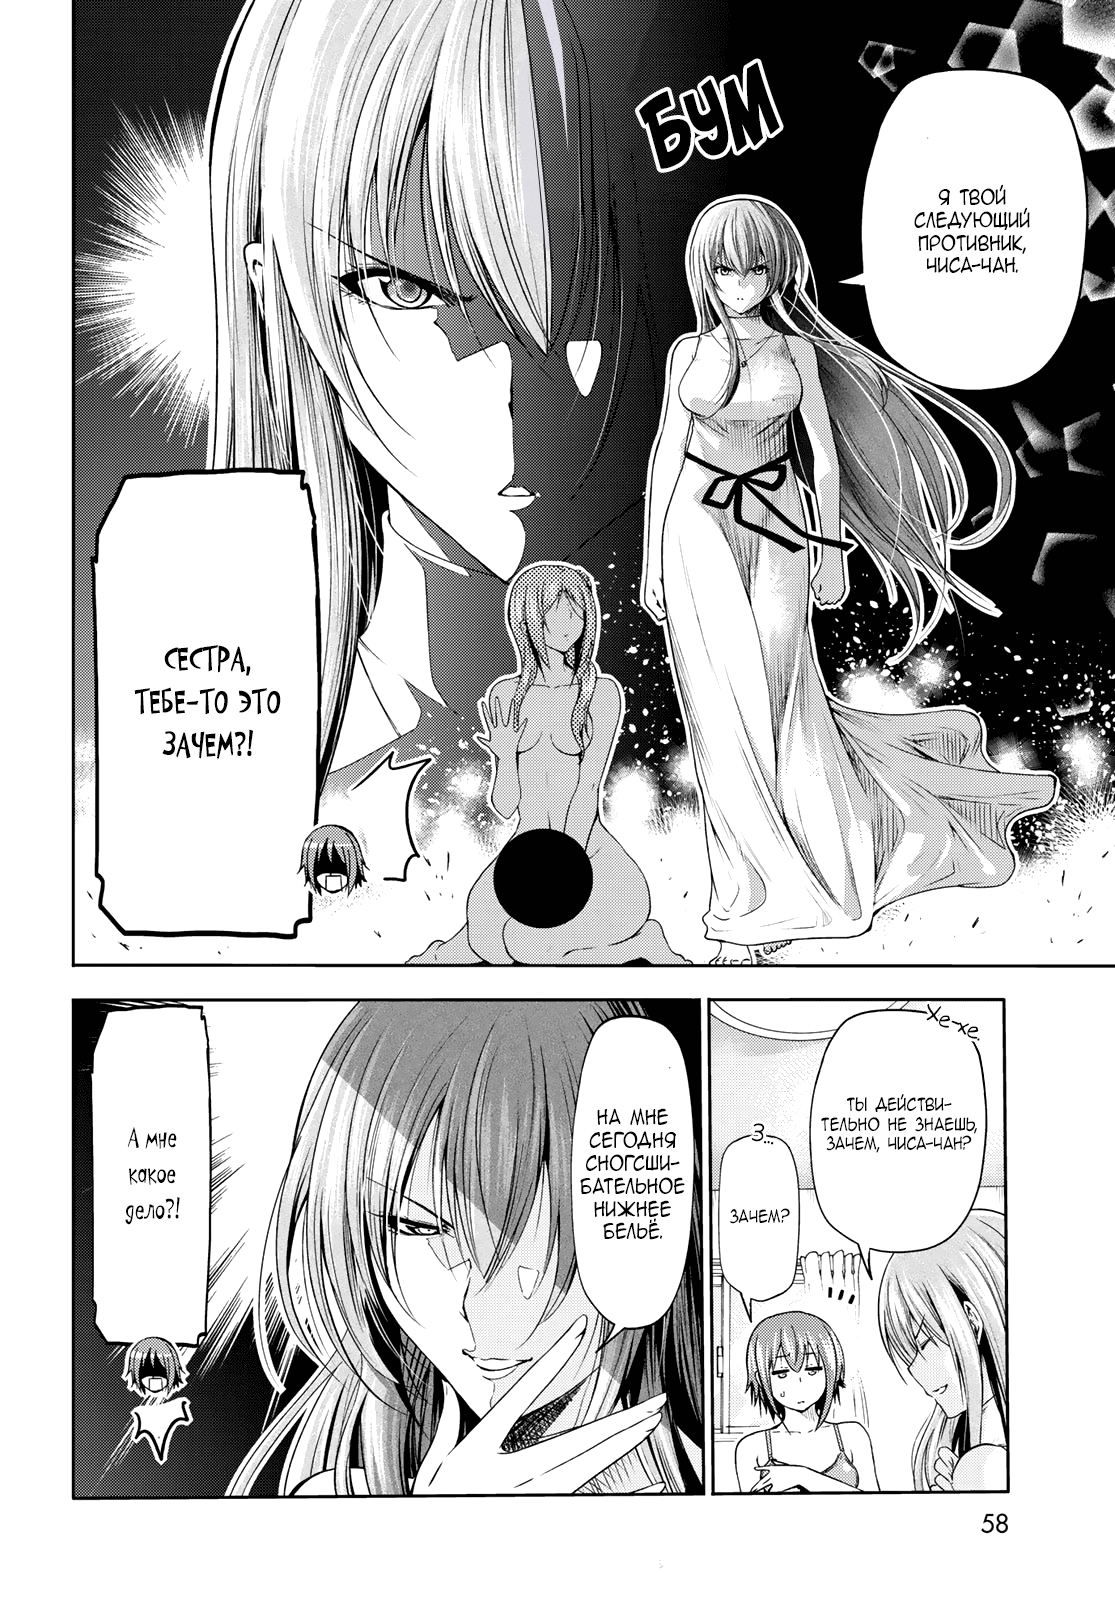 БУМ
Я ТВОЙ
СЛЕДУЮЩИЙ
ПРОТИВНИК,
ЧИСА-ЧАН.
СЕСТРА,
ТЕБЕ-ТО ЭТО
ЗАЧЕМ?!
Хе-хе.
ТЫ ДЕЙСТВИ-
ТЕЛЬНО НЕ ЗНАЕШЬ,
ЗАЧЕМ, ЧИСА-ЧАН?
З...
ЗАЧЕМ?
НА МНЕ
СЕГОДНЯ
СНОГСШИ-
БАТЕЛЬНОЕ
НИЖНЕЕ
БЕЛЬЁ.
А мне
какое
дело?!
58